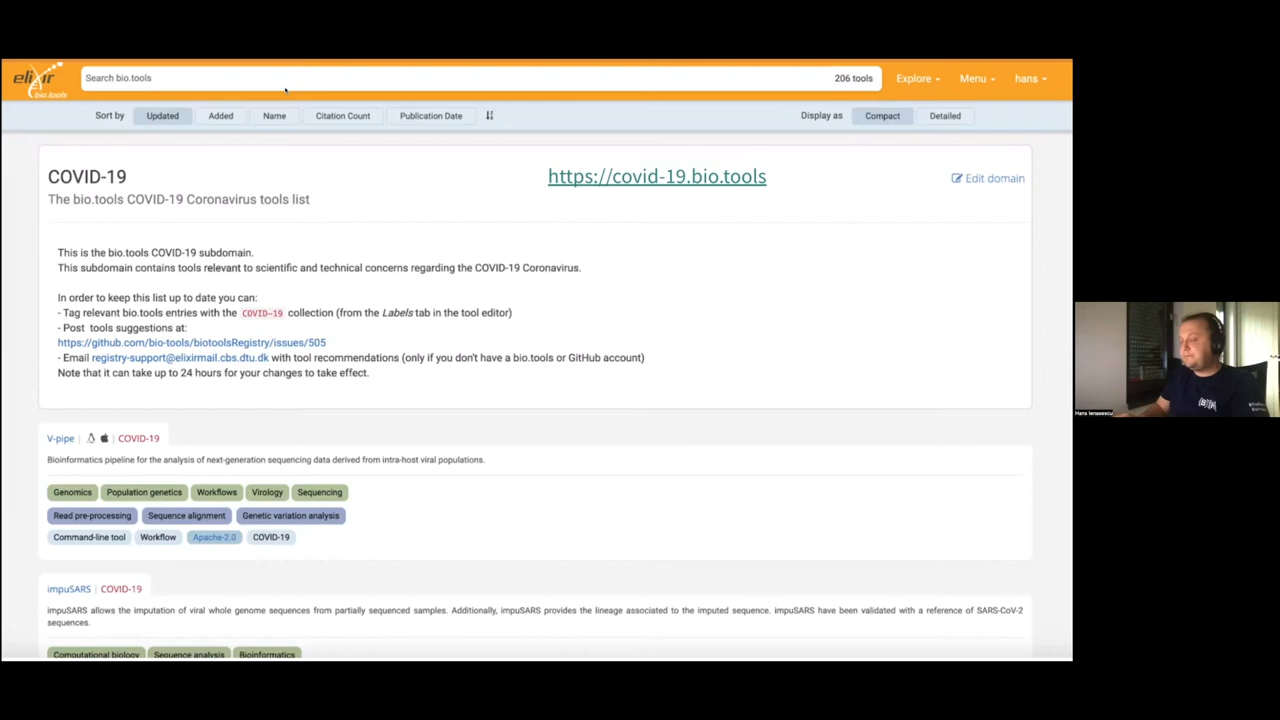 elixir
bio.tools
Search bio.tools
206 tools
Explore
Menu
hans
Sort by
Updated
Added
Name
Citation Count
Publication Date
Display as
Compact
Detailed
COVID-19
https://covid-19.bio.tools
Edit domain
The bio.tools COVID-19 Coronavirus tools list
This is the bio.tools COVID-19 subdomain.
This subdomain contains tools relevant to scientific and technical concerns regarding the COVID-19 Coronavirus.
In order to keep this list up to date you can:
- Tag relevant bio.tools entries with the COVID-19 collection (from the Labels tab in the tool editor)
- Post tools suggestions at:
https://github.com/bio-tools/biotoolsRegistry/issues/505
- Email registry-support@elixirmail.cbs.dtu.dk with tool recommendations (only if you don't have a bio.tools or GitHub account)
Note that it can take up to 24 hours for your changes to take effect.
V-pipe | | COVID-19
Bioinformatics pipeline for the analysis of next-generation sequencing data derived from intra-host viral populations.
Genomics Population genetics Workflows Virology Sequencing
Read pre-processing Sequence alignment Genetic variation analysis
Command-line tool Workflow Apache-2.0 COVID-19
impuSARS | COVID-19
impuSARS allows the imputation of viral whole genome sequences from partially sequenced samples. Additionally, impuSARS provides the lineage associated to the imputed sequence. impuSARS have been validated with a reference of SARS-CoV-2
sequences.
Computational biology Sequence analysis Bioinformatics
Hans Ienasescu